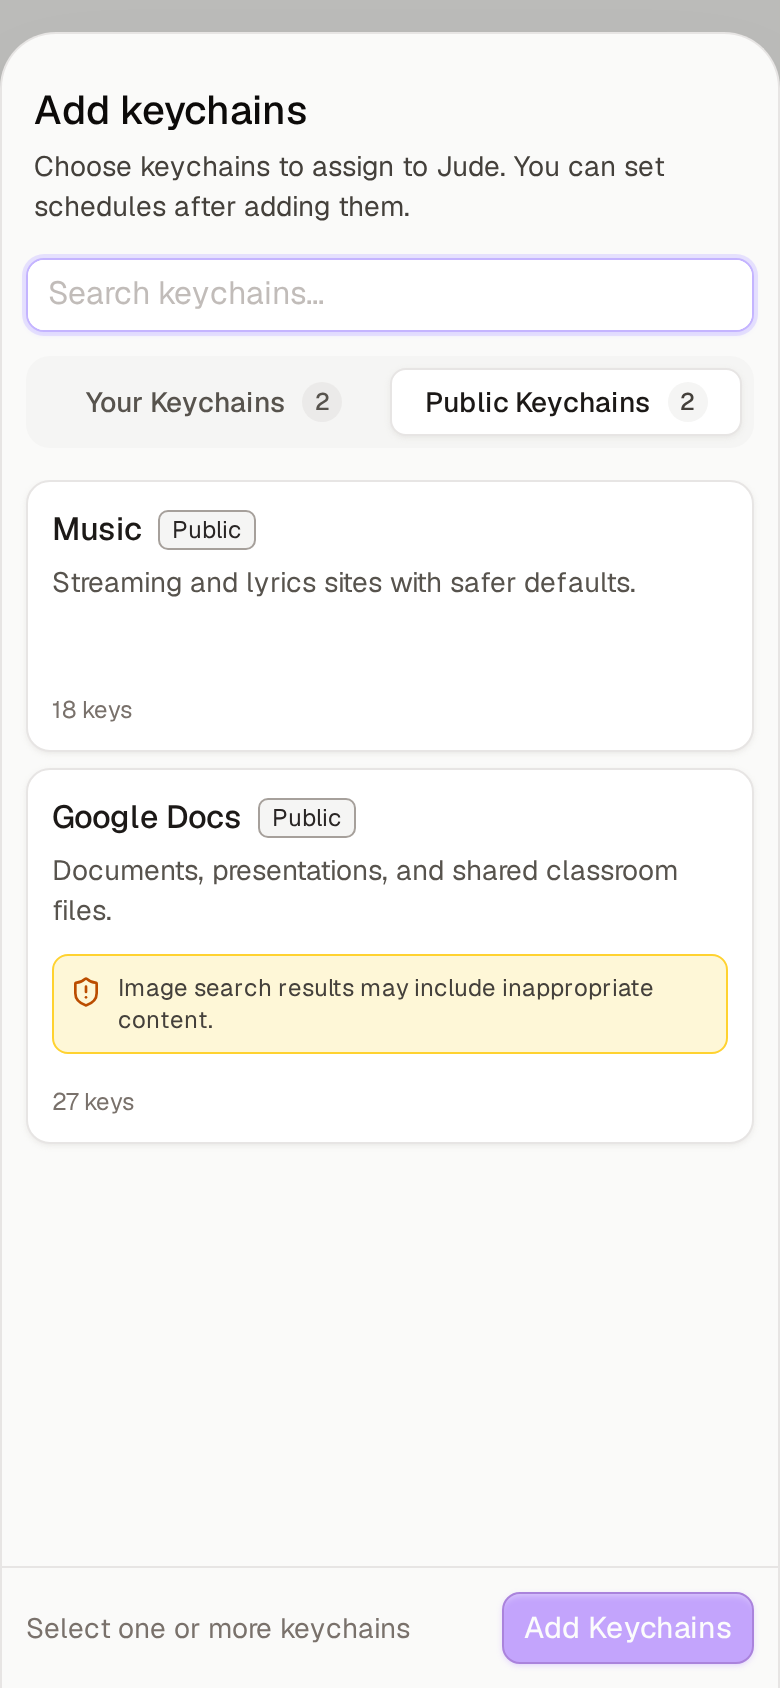 Add keychains
Choose keychains to assign to Jude. You can set
schedules after adding them.
Search keychains...
Your Keychains 2 Public Keychains 2
Music Public
Streaming and lyrics sites with safer defaults.
18 keys
Google Docs Public
Documents, presentations, and shared classroom
files.
Image search results may include inappropriate
content.
27 keys
Select one or more keychains Add Keychains